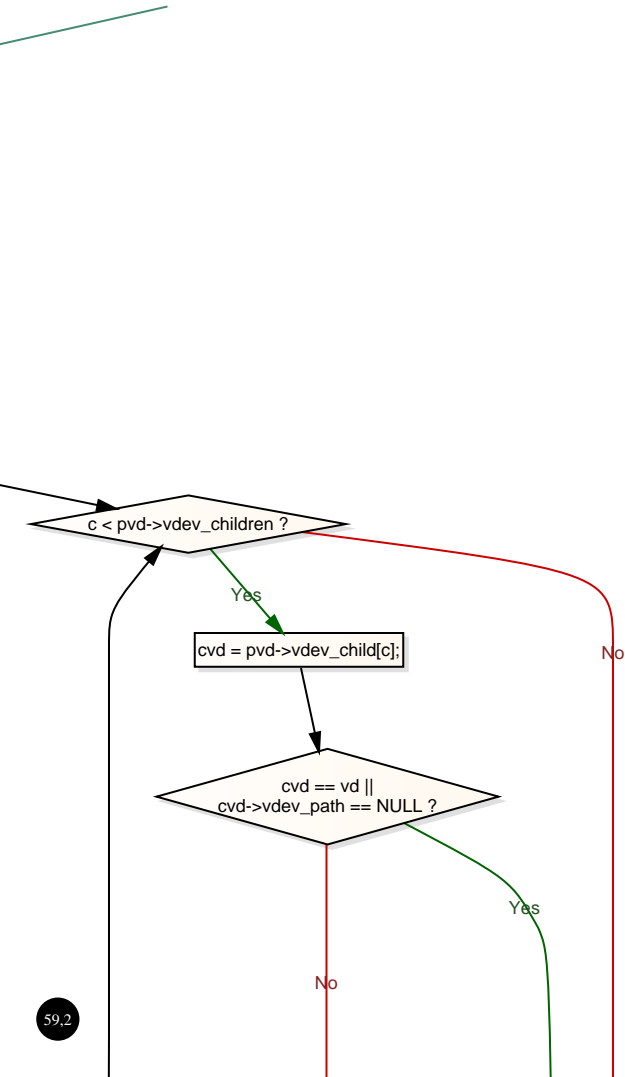 c < pvd->vdev_children ?
Yes
cvd = pvd->vdev_child[c];
No
cvd == vd ||
cvd->vdev_path == NULL ?
Yes
No
59,2